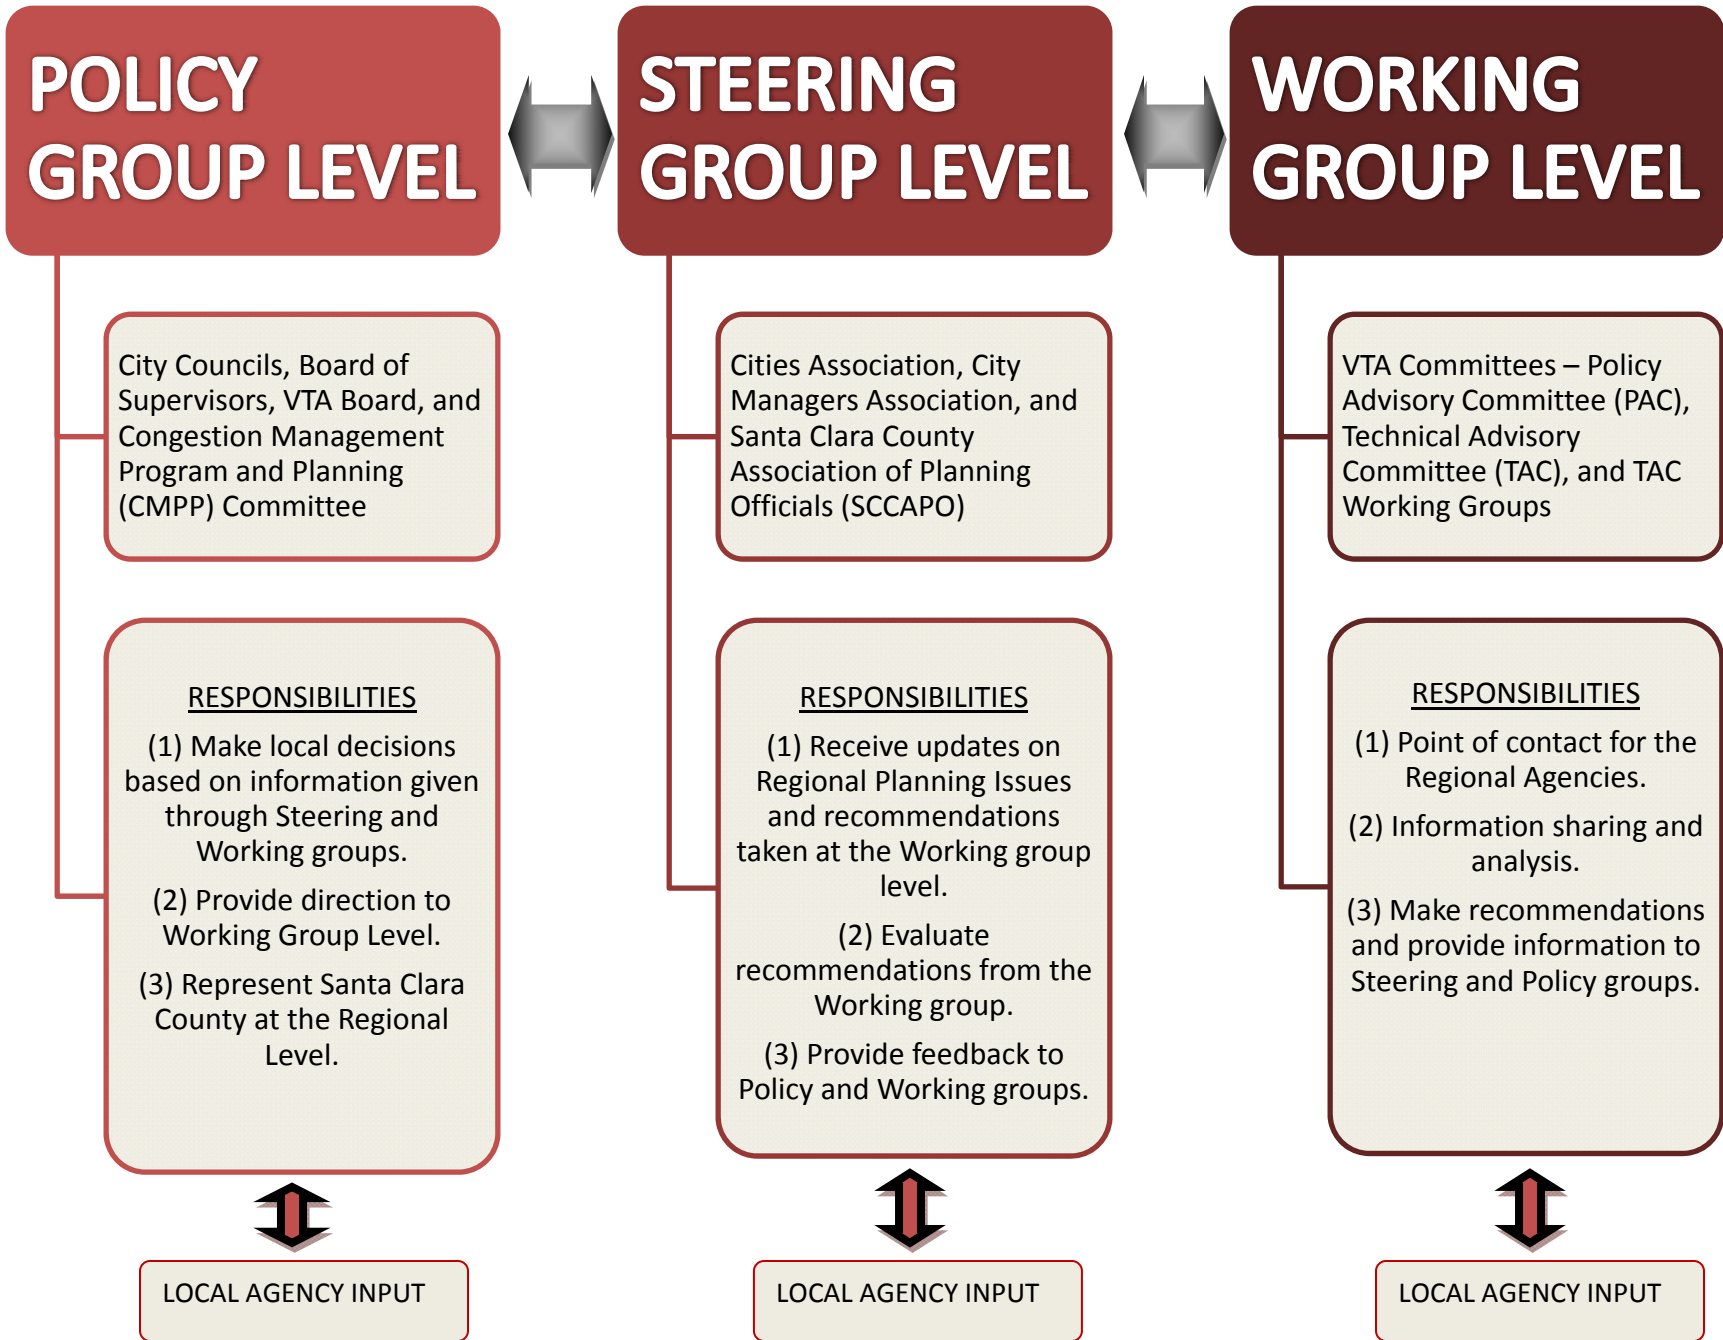 POLICY
GROUP LEVEL
City Councils, Board of
Supervisors, VTA Board, and
Congestion Management
Program and Planning
(CMPP) Committee
RESPONSIBILITIES
(1) Make local decisions
based on information given
through Steering and
Working groups.
(2) Provide direction to
Working Group Level.
(3) Represent Santa Clara
County at the Regional
Level.
LOCAL AGENCY INPUT
STEERING
GROUP LEVEL
Cities Association, City
Managers Association, and
Santa Clara County
Association of Planning
Officials (SCCAPO)
RESPONSIBILITIES
(1) Receive updates on
Regional Planning Issues
and recommendations
taken at the Working group
level.
(2) Evaluate
recommendations from the
Working group.
(3) Provide feedback to
Policy and Working groups.
LOCAL AGENCY INPUT
WORKING
GROUP LEVEL
VTA Committees – Policy
Advisory Committee (PAC),
Technical Advisory
Committee (TAC), and TAC
Working Groups
RESPONSIBILITIES
(1) Point of contact for the
Regional Agencies.
(2) Information sharing and
analysis.
(3) Make recommendations
and provide information to
Steering and Policy groups.
LOCAL AGENCY INPUT